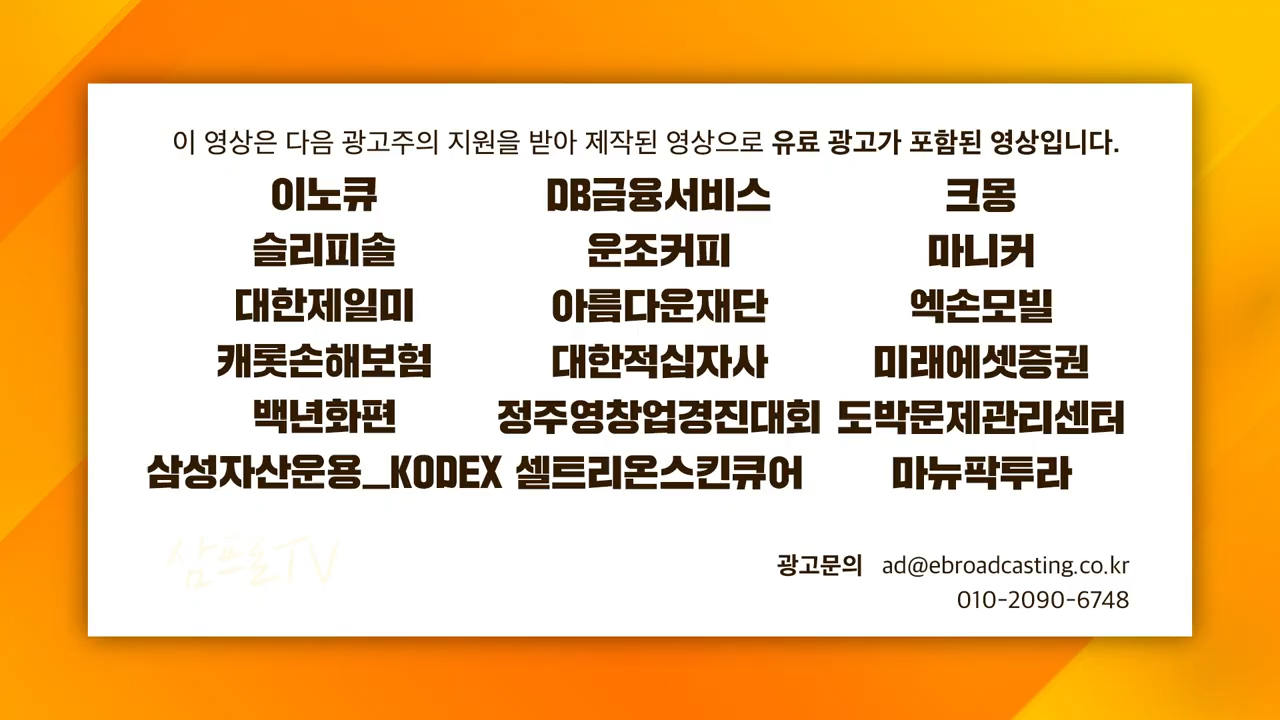 이 영상은 다음 광고주의 지원을 받아 제작된 영상으로 유료 광고가 포함된 영상입니다.
이노큐 DB금융서비스 크몽
슬리피솔 운조커피 마니커
대한제일미 아름다운재단 엑손모빌
캐롯손해보험 대한적십자사 미래에셋증권
백년화편 정주영창업경진대회 도박문제관리센터
삼성자산운용_KODEX 셀트리온스킨큐어 마뉴팍투라
삼프로TV
광고문의 ad@ebroadcasting.co.kr
010-2090-6748